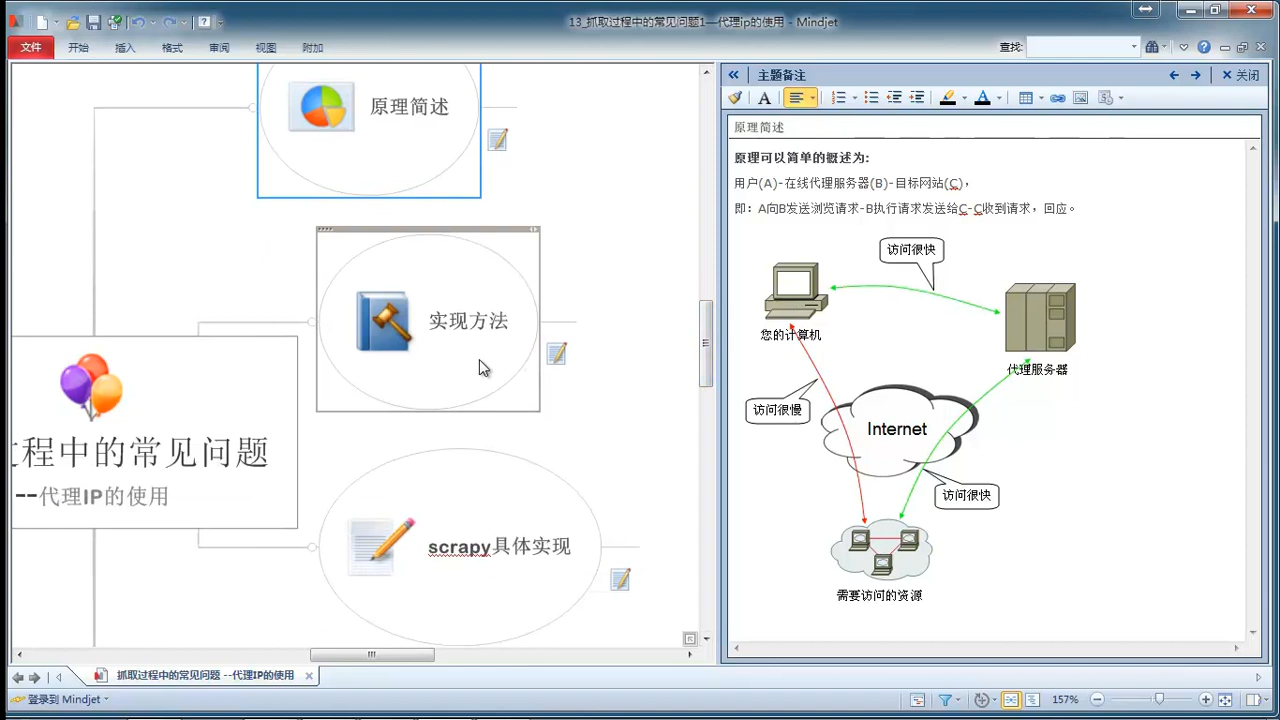 13_抓取过程中的常见问题1—代理ip的使用 - Mindjet
文件 开始 插入 格式 审阅 视图 附加 查找:
主题备注 关闭
原理简述
原理可以简单的概述为:
用户(A)-在线代理服务器(B)-目标网站(C),
即: A向B发送浏览请求-B执行请求发送给C-C收到请求，回应。
访问很快
您的计算机
代理服务器
访问很慢
Internet
访问很快
需要访问的资源
原理简述
实现方法
过程中的常见问题
--代理IP的使用
scrapy具体实现
抓取过程中的常见问题 --代理IP的使用
登录到 Mindjet
157%